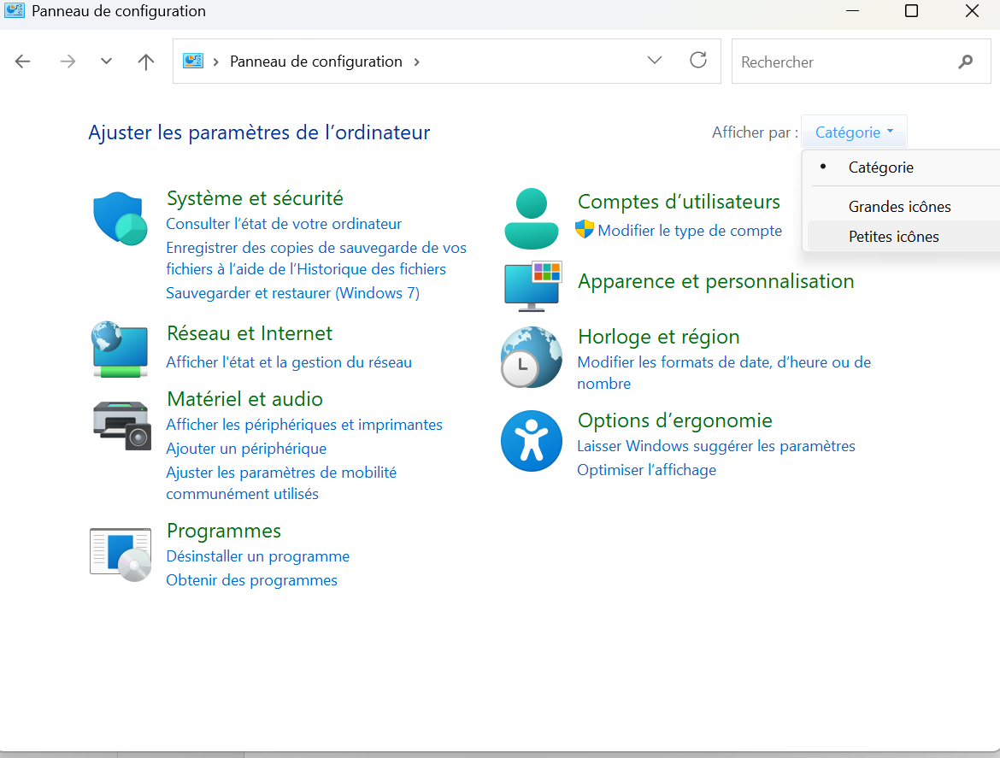 Panneau de configuration
Panneau de configuration
Rechercher
Ajuster les paramètres de l’ordinateur
Afficher par :
Catégorie
Catégorie
Grandes icônes
Petites icônes
Système et sécurité
Consulter l’état de votre ordinateur
Enregistrer des copies de sauvegarde de vos
fichiers à l’aide de l’Historique des fichiers
Sauvegarder et restaurer (Windows 7)
Réseau et Internet
Afficher l'état et la gestion du réseau
Matériel et audio
Afficher les périphériques et imprimantes
Ajouter un périphérique
Ajuster les paramètres de mobilité
communément utilisés
Programmes
Désinstaller un programme
Obtenir des programmes
Comptes d’utilisateurs
Modifier le type de compte
Apparence et personnalisation
Horloge et région
Modifier les formats de date, d’heure ou de
nombre
Options d’ergonomie
Laisser Windows suggérer les paramètres
Optimiser l’affichage